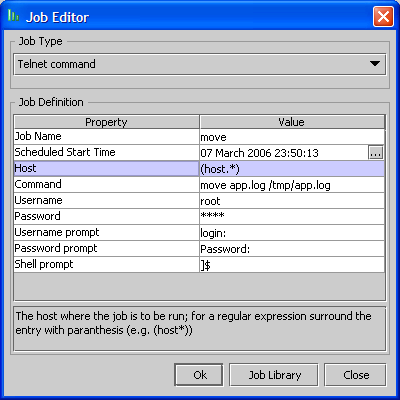 Job Editor
Job Type
Telnet command
Job Definition
Property Value
Job Name move
Scheduled Start Time 07 March 2006 23:50:13 ...
Host (host.*)
Command move app.log /tmp/app.log
Username root
Password ****
Username prompt login:
Password prompt Password:
Shell prompt ]$
The host where the job is to be run; for a regular expression surround the
entry with paranthesis (e.g. (host*))
Ok Job Library Close